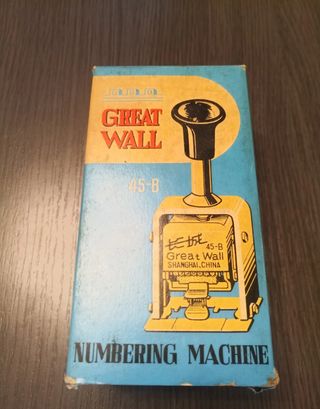 GREAT
WALL
45-B
长城 45-B
Great Wall
SHANGHAI, CHINA
NUMBERING MACHINE